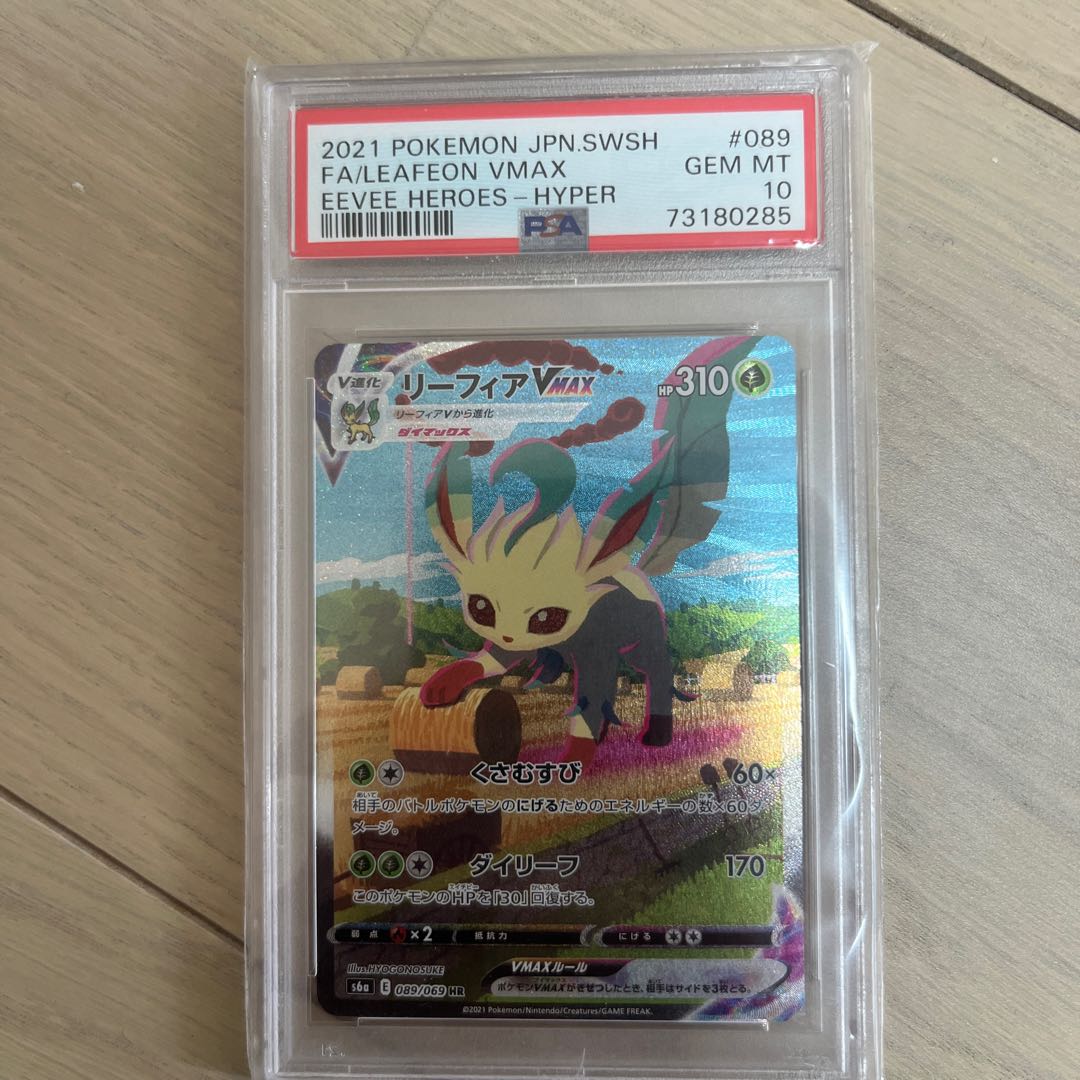 2021 POKEMON JPN.SWSH #089
FA/LEAFEON VMAX GEM MT
EEVEE HEROES-HYPER 10
73180285
PSA
V進化 リーフィアVMAX HP310
リーフィアVから進化
ダイマックス
くさむすび 60×
相手のバトルポケモンのにげるためのエネルギーの数×60ダ
メージ。
ダイリーフ 170
このポケモンのHPを「30」回復する。
弱点 ×2 抵抗力 にげる
Illus.HYOGONOSUKE VMAXルール
s6a E 089/069 HR ポケモンVMAXがきぜつしたとき、相手はサイドを3枚とる。
©2021 Pokémon/Nintendo/Creatures/GAME FREAK.